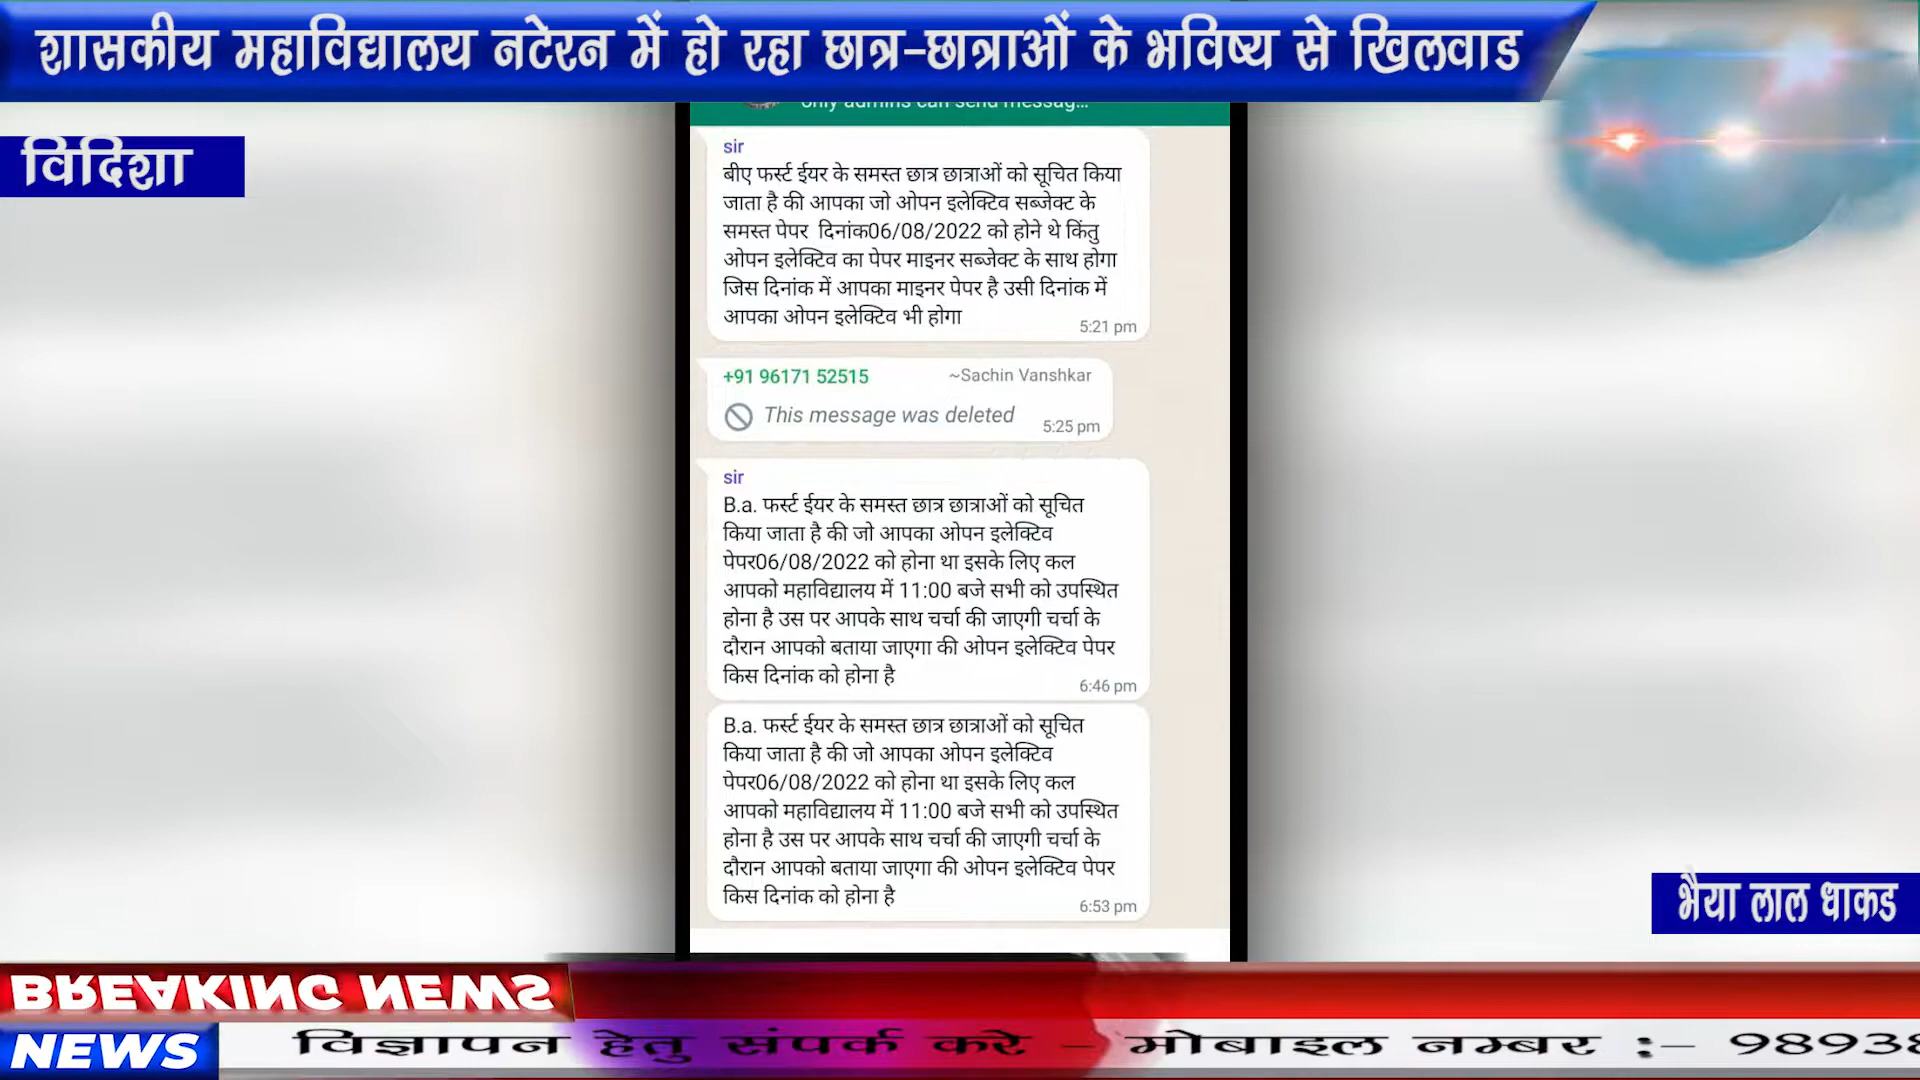 शासकीय महाविद्यालय नटेरन में हो रहा छात्र-छात्राओं के भविष्य से खिलवाड
विदिशा
only admins can send messag...
sir
बीए फर्स्ट ईयर के समस्त छात्र छात्राओं को सूचित किया
जाता है की आपका जो ओपन इलेक्टिव सब्जेक्ट के
समस्त पेपर दिनांक06/08/2022 को होने थे किंतु
ओपन इलेक्टिव का पेपर माइनर सब्जेक्ट के साथ होगा
जिस दिनांक में आपका माइनर पेपर है उसी दिनांक में
आपका ओपन इलेक्टिव भी होगा
5:21 pm
+91 96171 52515 ~Sachin Vanshkar
This message was deleted
5:25 pm
sir
B.a. फर्स्ट ईयर के समस्त छात्र छात्राओं को सूचित
किया जाता है की जो आपका ओपन इलेक्टिव
पेपर06/08/2022 को होना था इसके लिए कल
आपको महाविद्यालय में 11:00 बजे सभी को उपस्थित
होना है उस पर आपके साथ चर्चा की जाएगी चर्चा के
दौरान आपको बताया जाएगा की ओपन इलेक्टिव पेपर
किस दिनांक को होना है
6:46 pm
B.a. फर्स्ट ईयर के समस्त छात्र छात्राओं को सूचित
किया जाता है की जो आपका ओपन इलेक्टिव
पेपर06/08/2022 को होना था इसके लिए कल
आपको महाविद्यालय में 11:00 बजे सभी को उपस्थित
होना है उस पर आपके साथ चर्चा की जाएगी चर्चा के
दौरान आपको बताया जाएगा की ओपन इलेक्टिव पेपर
किस दिनांक को होना है
6:53 pm
भैया लाल धाकड
BREAKING NEWS
NEWS
विज्ञापन हेतु संपर्क करे - मोबाइल नम्बर :- 9893